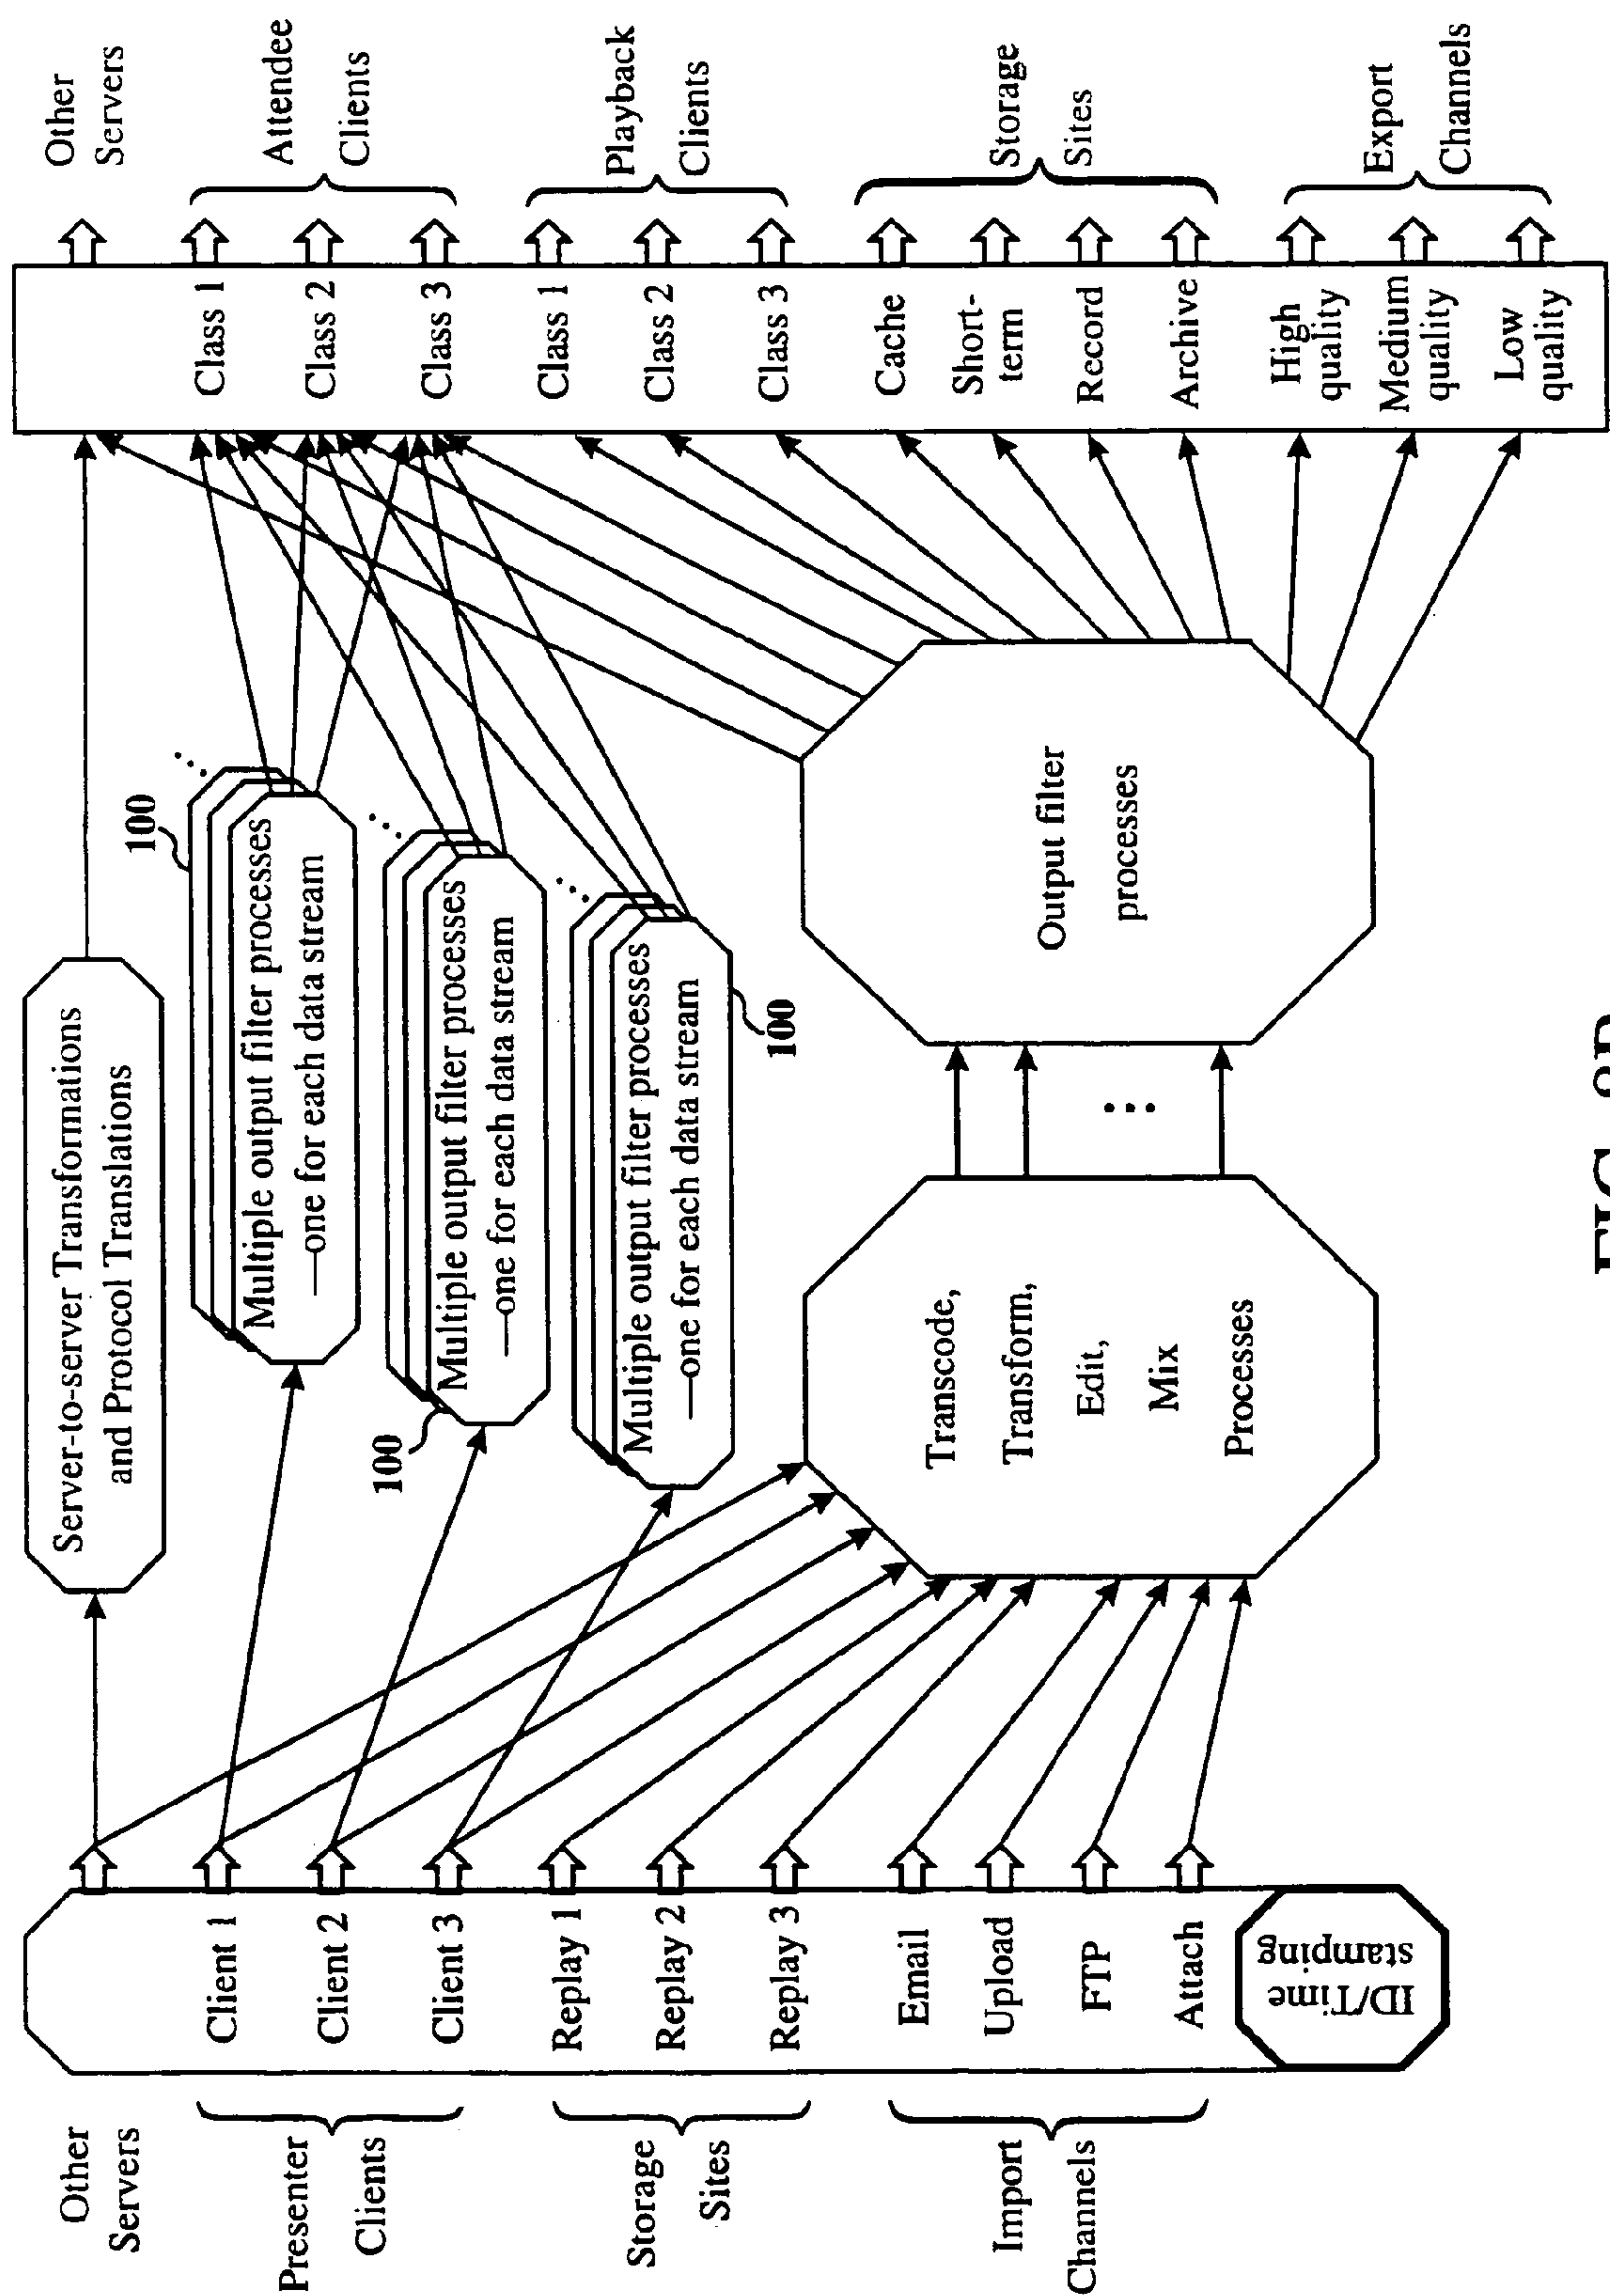 Other
Servers
Presenter
Clients
Storage
Sites
Import
Channels
Client 1
Client 2
Client 3
Replay 1
Replay 2
Replay 3
Email
Upload
FTP
Attach
ID/Time
stamping
Server-to-server Transformations
and Protocol Translations
100
Multiple output filter processes
—one for each data stream
100
Multiple output filter processes
—one for each data stream
Multiple output filter processes
—one for each data stream
100
Transcode,
Transform,
Edit,
Mix
Processes
Output filter
processes
Class 1
Class 2
Class 3
Class 1
Class 2
Class 3
Cache
Short-
term
Record
Archive
High
quality
Medium
quality
Low
quality
Other
Servers
Attendee
Clients
Playback
Clients
Storage
Sites
Export
Channels